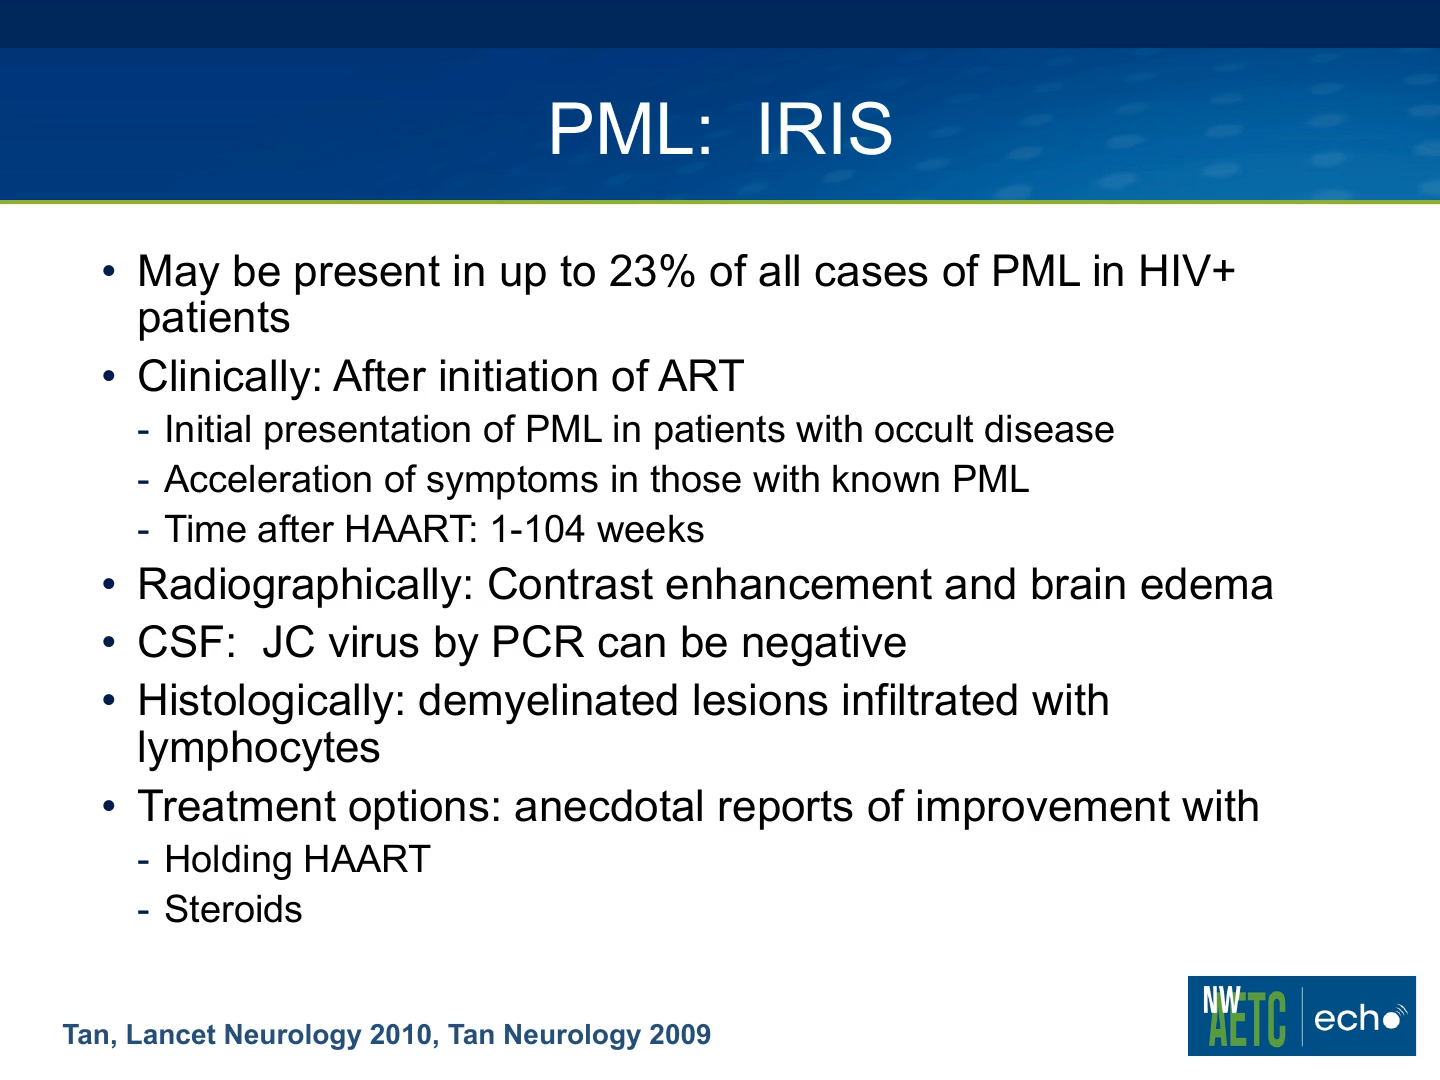 PML:  IRIS
• May be present in up to 23% of all cases of PML in HIV+
patients
• Clinically: After initiation of ART
- Initial presentation of PML in patients with occult disease
- Acceleration of symptoms in those with known PML
- Time after HAART: 1-104 weeks
• Radiographically: Contrast enhancement and brain edema
• CSF:  JC virus by PCR can be negative
• Histologically: demyelinated lesions infiltrated with
lymphocytes
• Treatment options: anecdotal reports of improvement with
- Holding HAART
- Steroids
Tan, Lancet Neurology 2010, Tan Neurology 2009
NW
AETC
echo